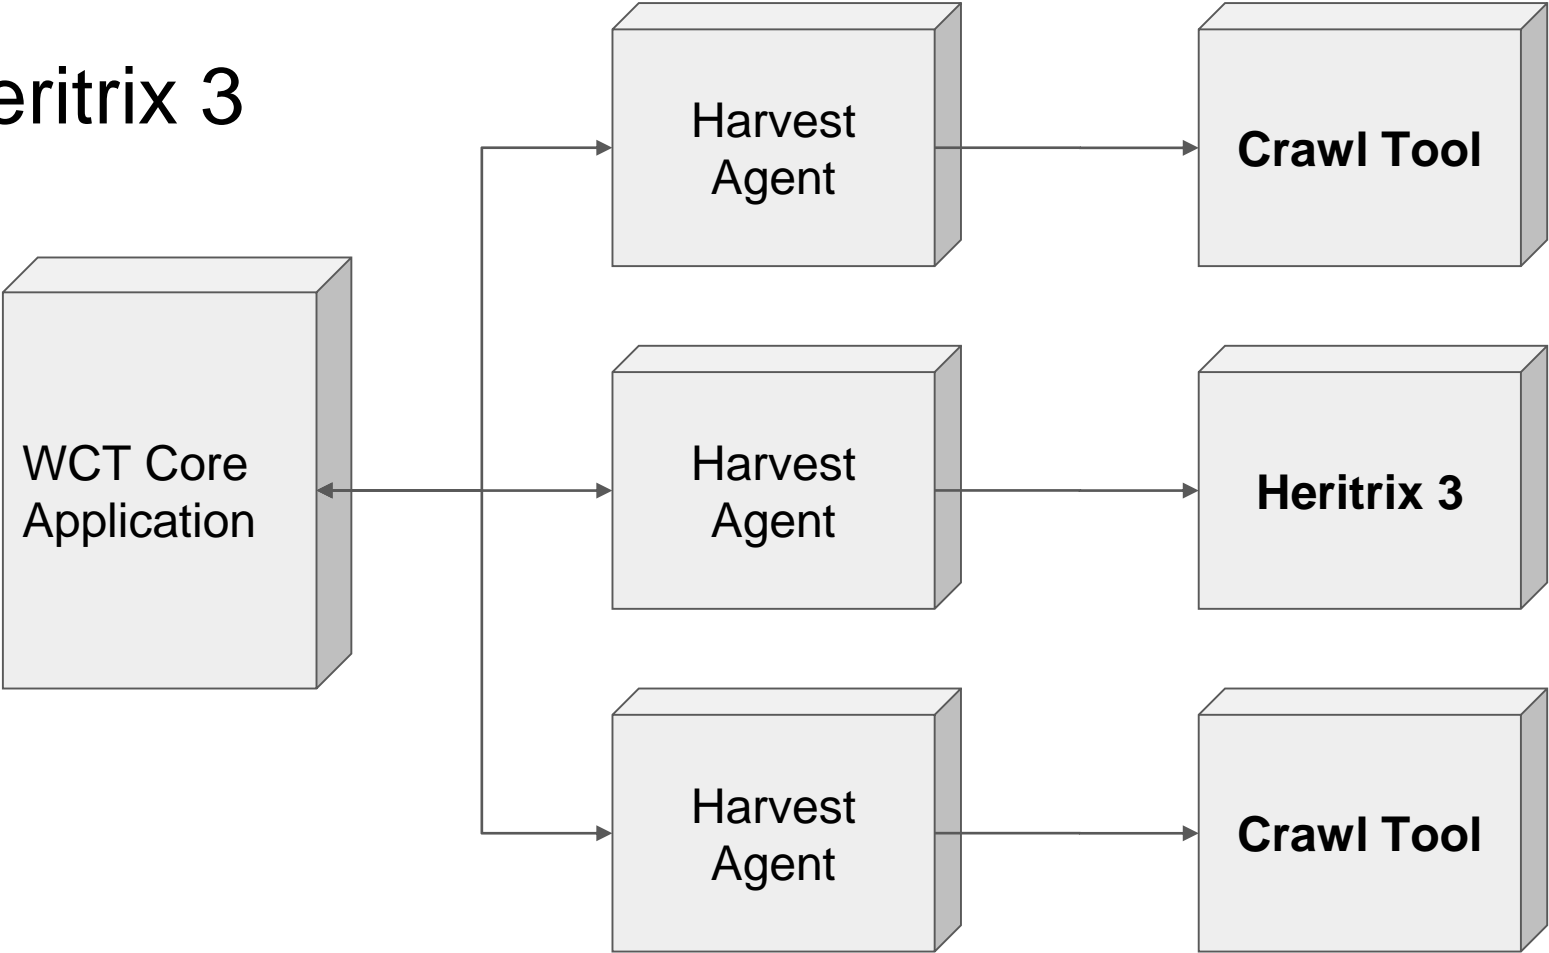 eritrix 3
Harvest
Agent
Crawl Tool
WCT Core
Application
Harvest
Agent
Heritrix 3
Harvest
Agent
Crawl Tool